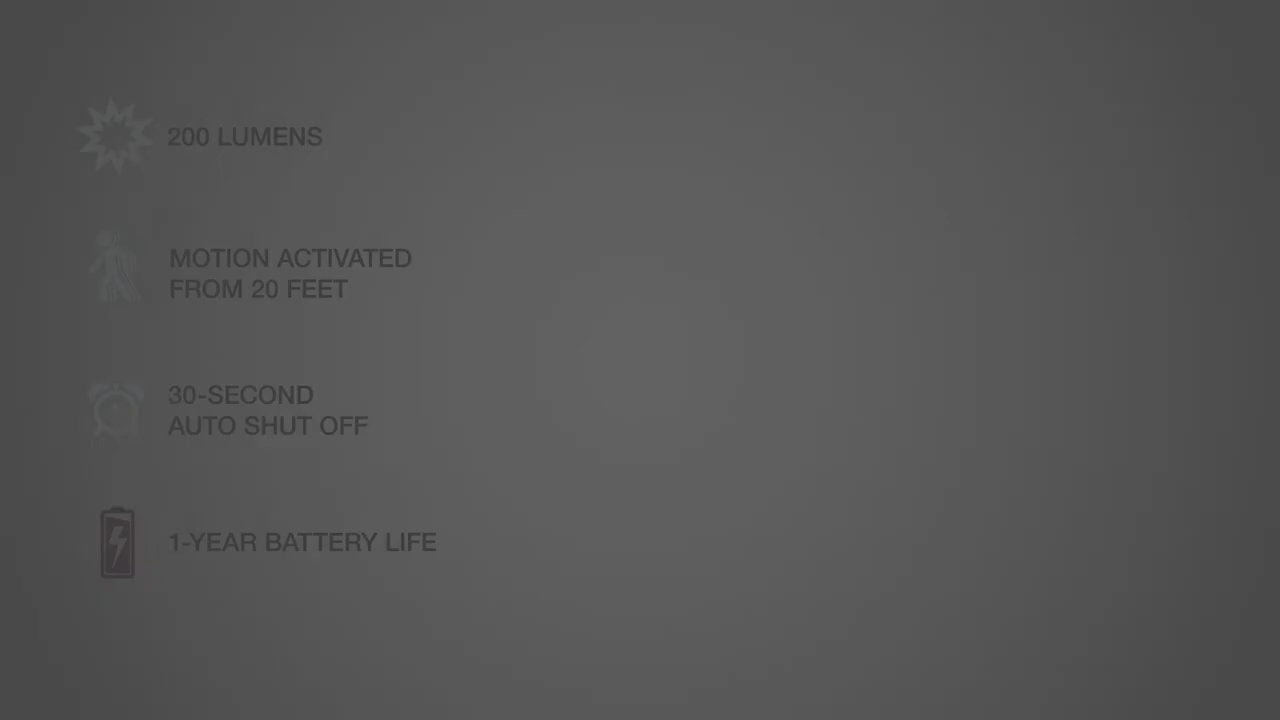 200 LUMENS
MOTION ACTIVATED
FROM 20 FEET
30-SECOND
AUTO SHUT OFF
1-YEAR BATTERY LIFE